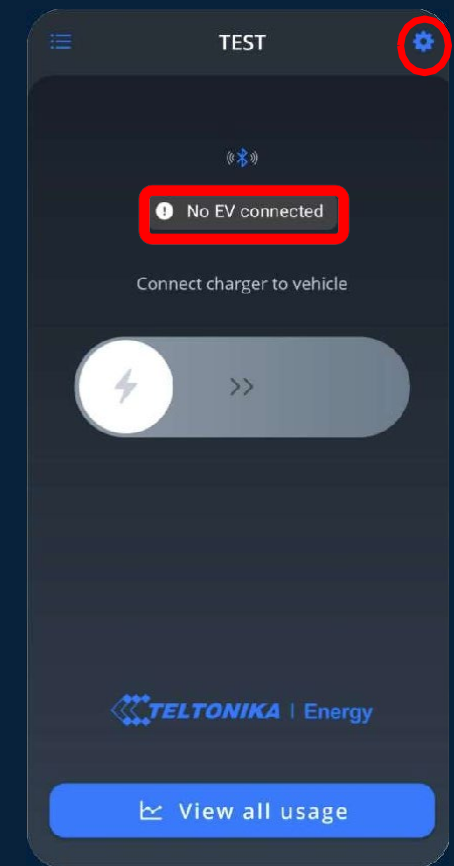 TEST
No EV connected
Connect charger to vehicle
>>
TELTONIKA | Energy
View all usage